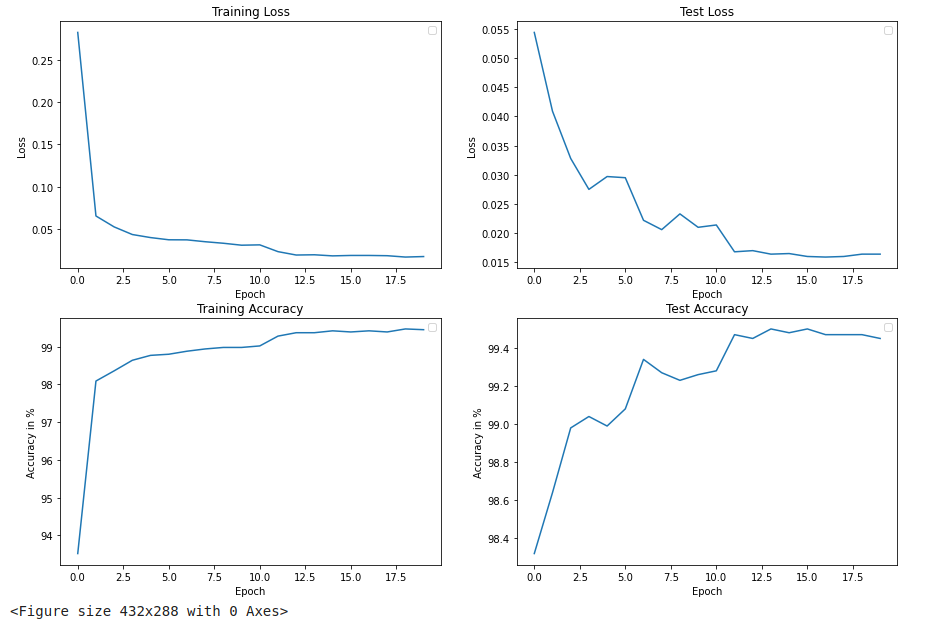 Training Loss
Loss
0.25
0.20
0.15
0.10
0.05
0.0 2.5 5.0 7.5 10.0 12.5 15.0 17.5
Epoch
Test Loss
Loss
0.055
0.050
0.045
0.040
0.035
0.030
0.025
0.020
0.015
0.0 2.5 5.0 7.5 10.0 12.5 15.0 17.5
Epoch
Training Accuracy
Accuracy in %
99
98
97
96
95
94
0.0 2.5 5.0 7.5 10.0 12.5 15.0 17.5
Epoch
Test Accuracy
Accuracy in %
99.4
99.2
99.0
98.8
98.6
98.4
0.0 2.5 5.0 7.5 10.0 12.5 15.0 17.5
Epoch
<Figure size 432x288 with 0 Axes>